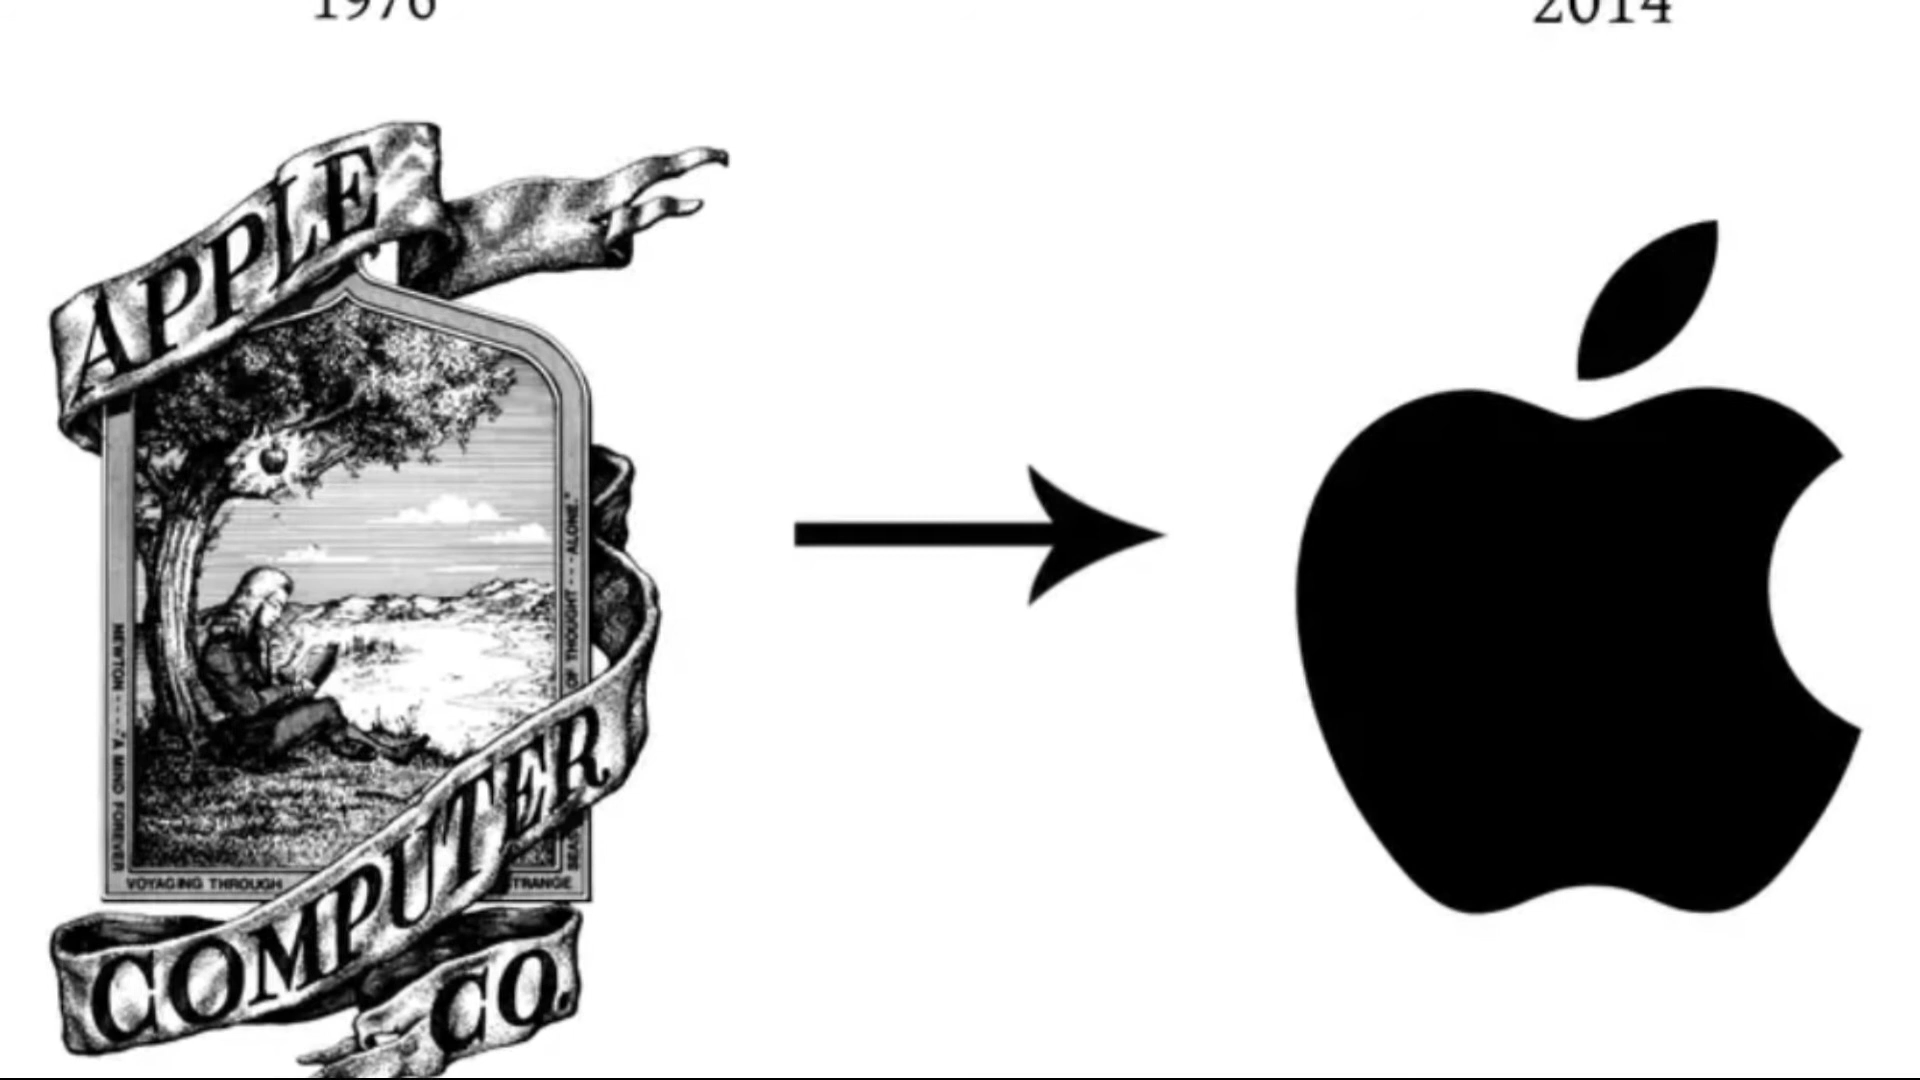 1976
2014
APPLE
NEWTON · · · "A MIND FOREVER
VOYAGING THROUGH
STRANGE
SEAS
OF THOUGHT · · · ALONE."
COMPUTER
CO.